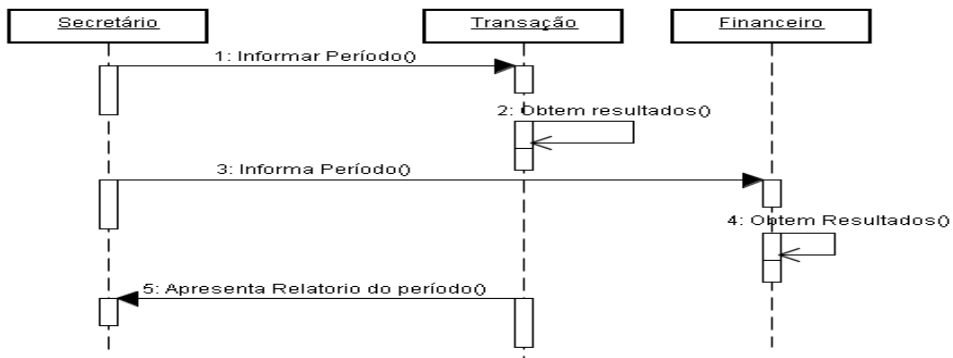 Secretário
Transação
Financeiro
1: Informar Período()
2: Obtem resultados()
3: Informa Período()
4: Obtem Resultados()
5: Apresenta Relatorio do período()